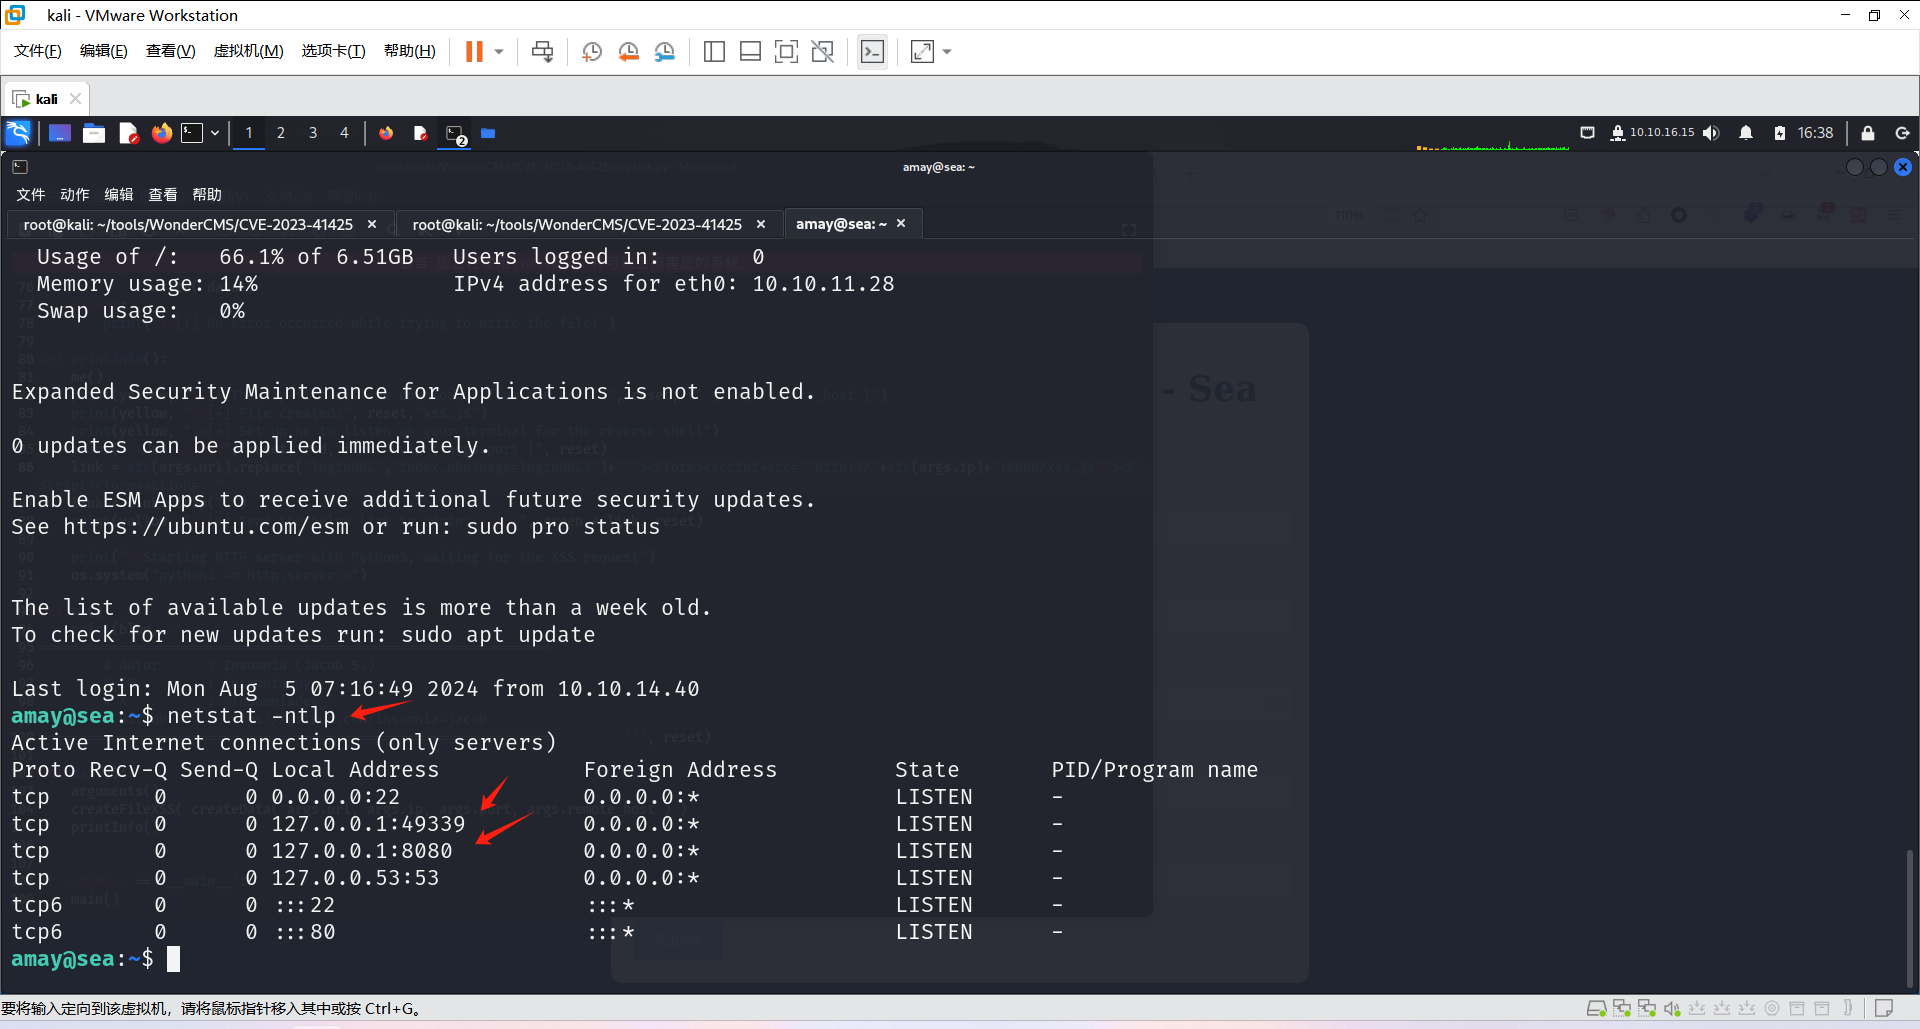 kali - VMware Workstation
文件(F) 编辑(E) 查看(V) 虚拟机(M) 选项卡(T) 帮助(H)
kali
1 2 3 4 2 10.10.16.15 16:38
amay@sea: ~
文件 动作 编辑 查看 帮助
root@kali: ~/tools/WonderCMS/CVE-2023-41425 root@kali: ~/tools/WonderCMS/CVE-2023-41425 amay@sea: ~
Usage of /: 66.1% of 6.51GB Users logged in: 0
Memory usage: 14% IPv4 address for eth0: 10.10.11.28
Swap usage: 0%
- Sea
Expanded Security Maintenance for Applications is not enabled.
0 updates can be applied immediately.
Enable ESM Apps to receive additional future security updates.
See https://ubuntu.com/esm or run: sudo pro status
print("Starting HTTP server with Python3, waiting for the XSS request")
The list of available updates is more than a week old.
To check for new updates run: sudo apt update
Last login: Mon Aug  5 07:16:49 2024 from 10.10.14.40
amay@sea:~$ netstat -ntlp
Active Internet connections (only servers)
Proto Recv-Q Send-Q Local Address Foreign Address State PID/Program name
tcp 0 0 0.0.0.0:22 0.0.0.0:* LISTEN -
tcp 0 0 127.0.0.1:49339 0.0.0.0:* LISTEN -
tcp 0 0 127.0.0.1:8080 0.0.0.0:* LISTEN -
tcp 0 0 127.0.0.53:53 0.0.0.0:* LISTEN -
tcp6 0 0 :::22 :::* LISTEN -
tcp6 0 0 :::80 :::* LISTEN -
amay@sea:~$
要将输入定向到该虚拟机，请将鼠标指针移入其中或按 Ctrl+G。